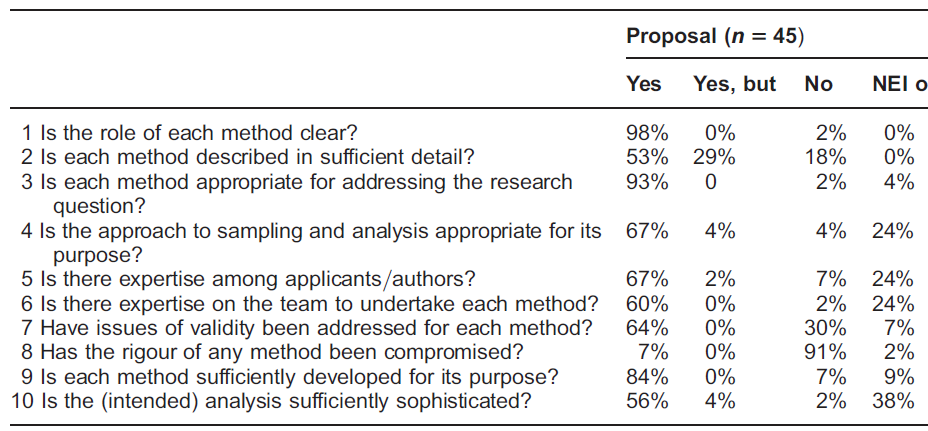 Proposal (n = 45)
Yes Yes, but No NEI o
1 Is the role of each method clear? 98% 0% 2% 0%
2 Is each method described in sufficient detail? 53% 29% 18% 0%
3 Is each method appropriate for addressing the research 93% 0 2% 4%
question?
4 Is the approach to sampling and analysis appropriate for its 67% 4% 4% 24%
purpose?
5 Is there expertise among applicants/authors? 67% 2% 7% 24%
6 Is there expertise on the team to undertake each method? 60% 0% 2% 24%
7 Have issues of validity been addressed for each method? 64% 0% 30% 7%
8 Has the rigour of any method been compromised? 7% 0% 91% 2%
9 Is each method sufficiently developed for its purpose? 84% 0% 7% 9%
10 Is the (intended) analysis sufficiently sophisticated? 56% 4% 2% 38%